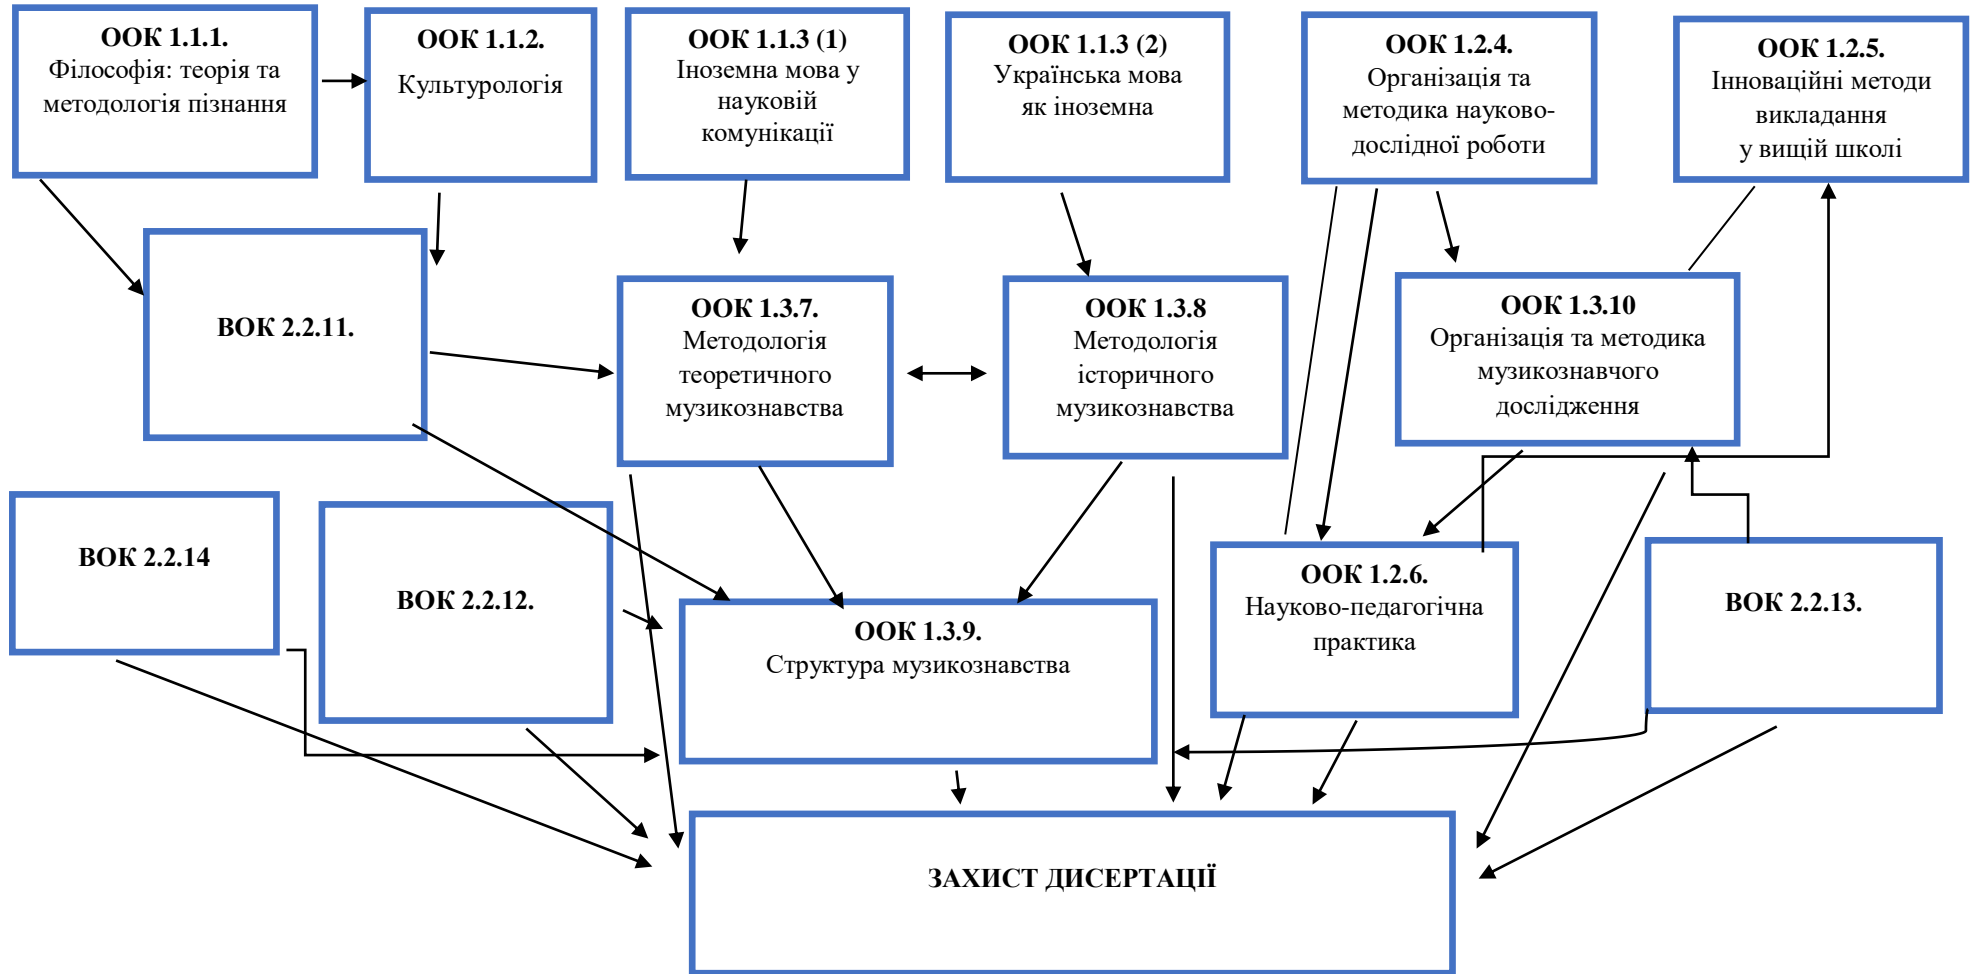 ООК 1.1.1.
Філософія: теорія та
методологія пізнання
ООК 1.1.2.
Культурологія
ООК 1.1.3 (1)
Іноземна мова у
науковій
комунікації
ООК 1.1.3 (2)
Українська мова
як іноземна
ООК 1.2.4.
Організація та
методика науково-
дослідної роботи
ООК 1.2.5.
Інноваційні методи
викладання
у вищій школі
ВОК 2.2.11.
ООК 1.3.7.
Методологія
теоретичного
музикознавства
ООК 1.3.8
Методологія
історичного
музикознавства
ООК 1.3.10
Організація та методика
музикознавчого
дослідження
ВОК 2.2.14
ВОК 2.2.12.
ООК 1.3.9.
Структура музикознавства
ООК 1.2.6.
Науково-педагогічна
практика
ВОК 2.2.13.
ЗАХИСТ ДИСЕРТАЦІЇ